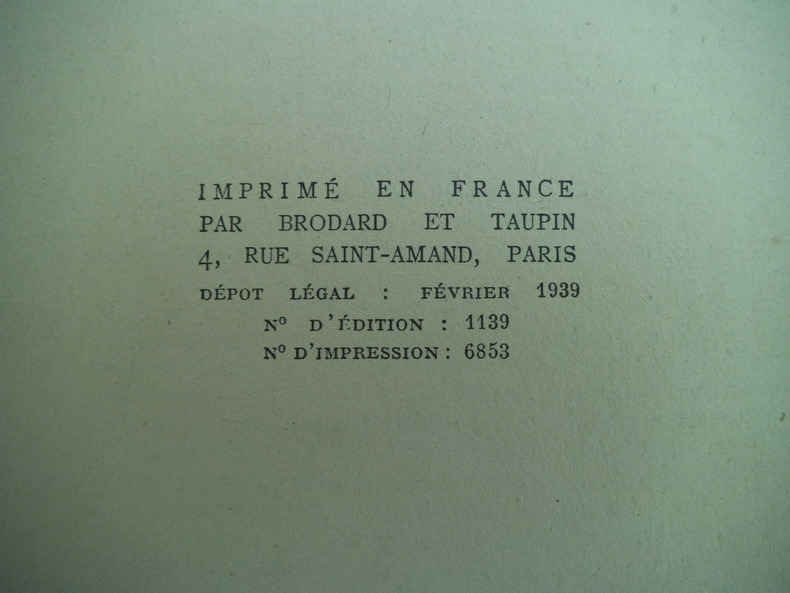 IMPRIMÉ EN FRANCE
PAR BRODARD ET TAUPIN
4, RUE SAINT-AMAND, PARIS
DÉPOT LÉGAL : FÉVRIER 1939
Nº D'ÉDITION : 1139
Nº D'IMPRESSION : 6853